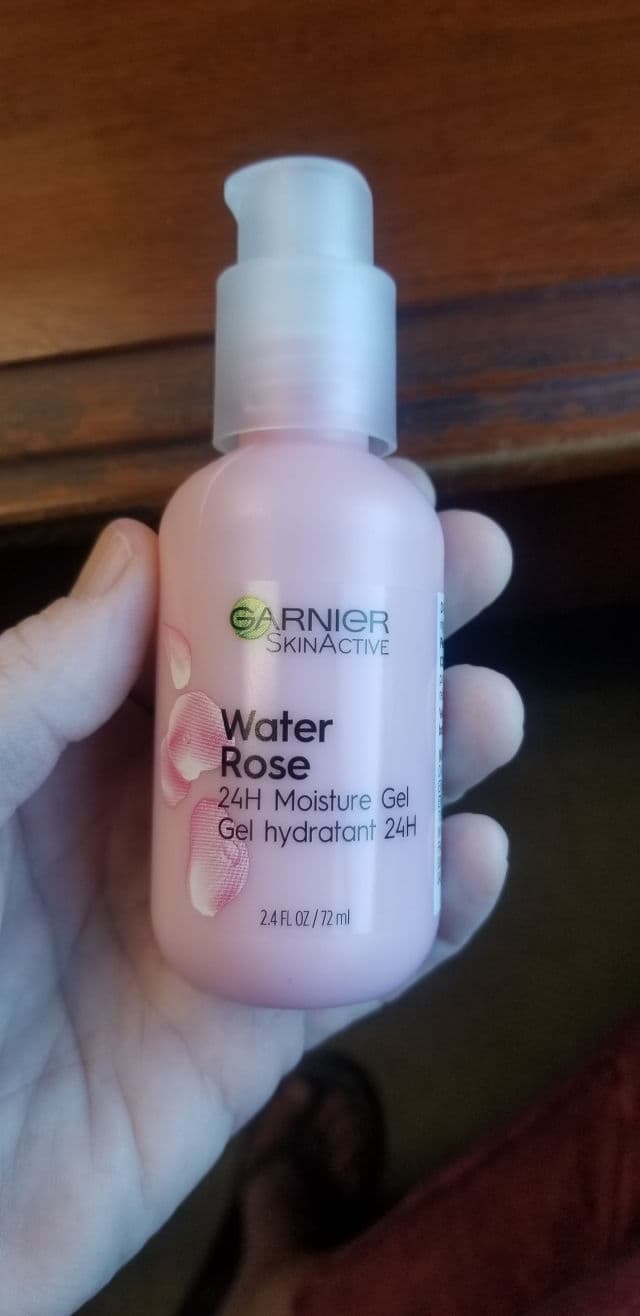 GARNIER
SKINACTIVE
Water
Rose
24H Moisture Gel
Gel hydratant 24H
2.4 FL OZ / 72 ml